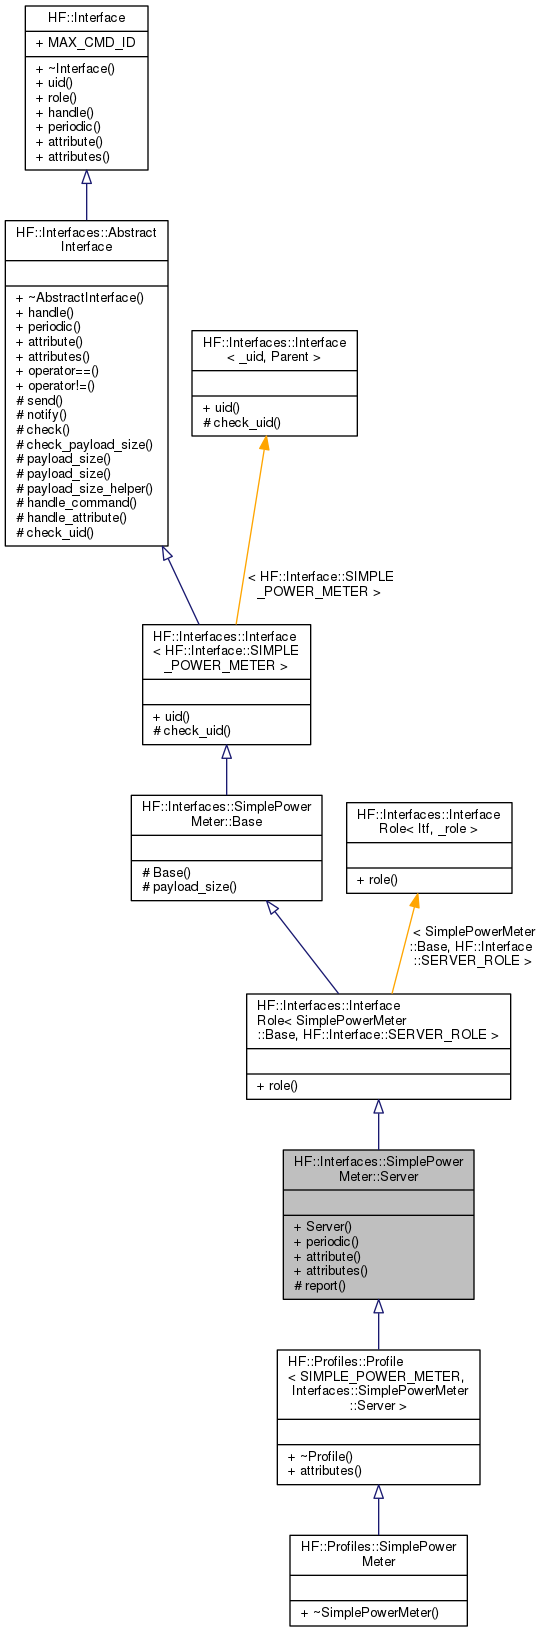 HF::Interface
+ MAX_CMD_ID
+ ~Interface()
+ uid()
+ role()
+ handle()
+ periodic()
+ attribute()
+ attributes()
HF::Interfaces::Abstract
Interface
+ ~AbstractInterface()
+ handle()
+ periodic()
+ attribute()
+ attributes()
+ operator==()
+ operator!=()
# send()
# notify()
# check()
# check_payload_size()
# payload_size()
# payload_size()
# payload_size_helper()
# handle_command()
# handle_attribute()
# check_uid()
HF::Interfaces::Interface
< _uid, Parent >
+ uid()
# check_uid()
< HF::Interface::SIMPLE
_POWER_METER >
HF::Interfaces::Interface
< HF::Interface::SIMPLE
_POWER_METER >
+ uid()
# check_uid()
HF::Interfaces::SimplePower
Meter::Base
# Base()
# payload_size()
HF::Interfaces::Interface
Role< Itf, _role >
+ role()
< SimplePowerMeter
::Base, HF::Interface
::SERVER_ROLE >
HF::Interfaces::Interface
Role< SimplePowerMeter
::Base, HF::Interface::SERVER_ROLE >
+ role()
HF::Interfaces::SimplePower
Meter::Server
+ Server()
+ periodic()
+ attribute()
+ attributes()
# report()
HF::Profiles::Profile
< SIMPLE_POWER_METER,
Interfaces::SimplePowerMeter
::Server >
+ ~Profile()
+ attributes()
HF::Profiles::SimplePower
Meter
+ ~SimplePowerMeter()